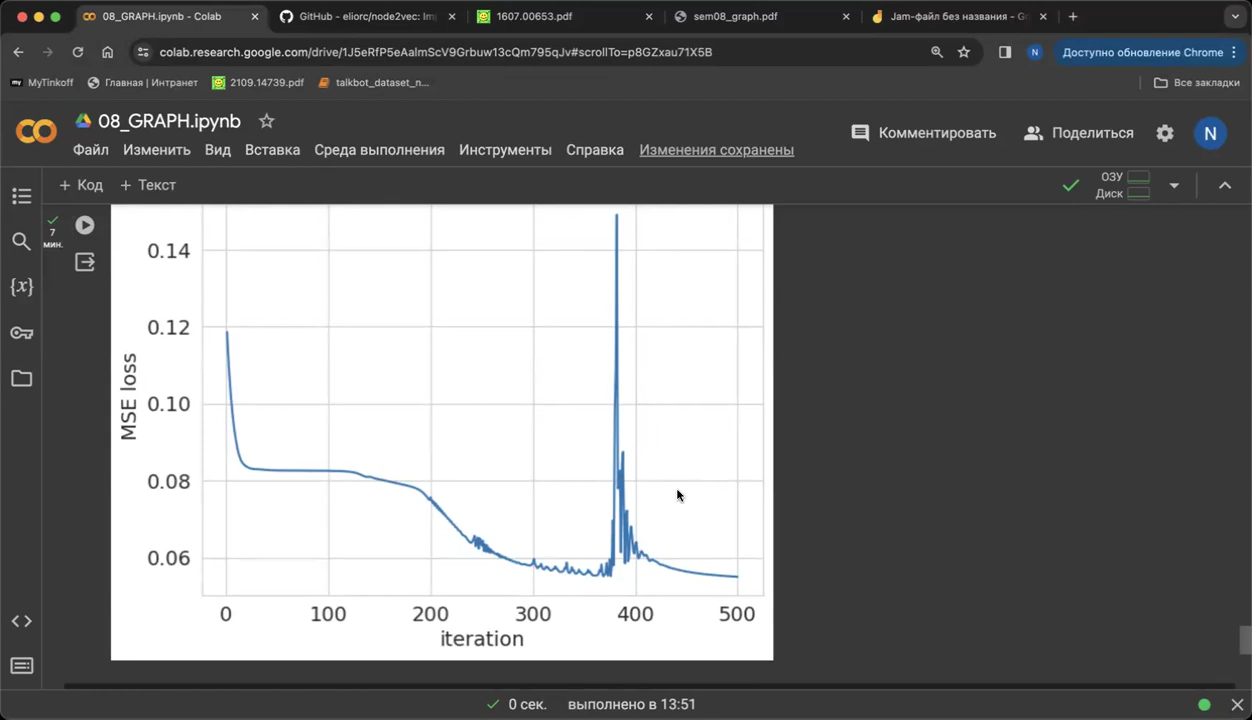 08_GRAPH.ipynb - Colab
GitHub - eliorc/node2vec: Im
1607.00653.pdf
sem08_graph.pdf
Jam-файл без названия - G
colab.research.google.com/drive/1J5eRfP5eAalmScV9Grbuw13cQm795qJv#scrollTo=p8GZxau71X5B
N
Доступно обновление Chrome
my MyTinkoff
Главная | Интранет
2109.14739.pdf
talkbot_dataset_n...
Все закладки
08_GRAPH.ipynb
Комментировать
Поделиться
N
Файл
Изменить
Вид
Вставка
Среда выполнения
Инструменты
Справка
Изменения сохранены
+ Код
+ Текст
ОЗУ
Диск
7
мин.
{x}
0.14
0.12
0.10
0.08
0.06
MSE loss
0
100
200
300
400
500
iteration
0 сек.
выполнено в 13:51